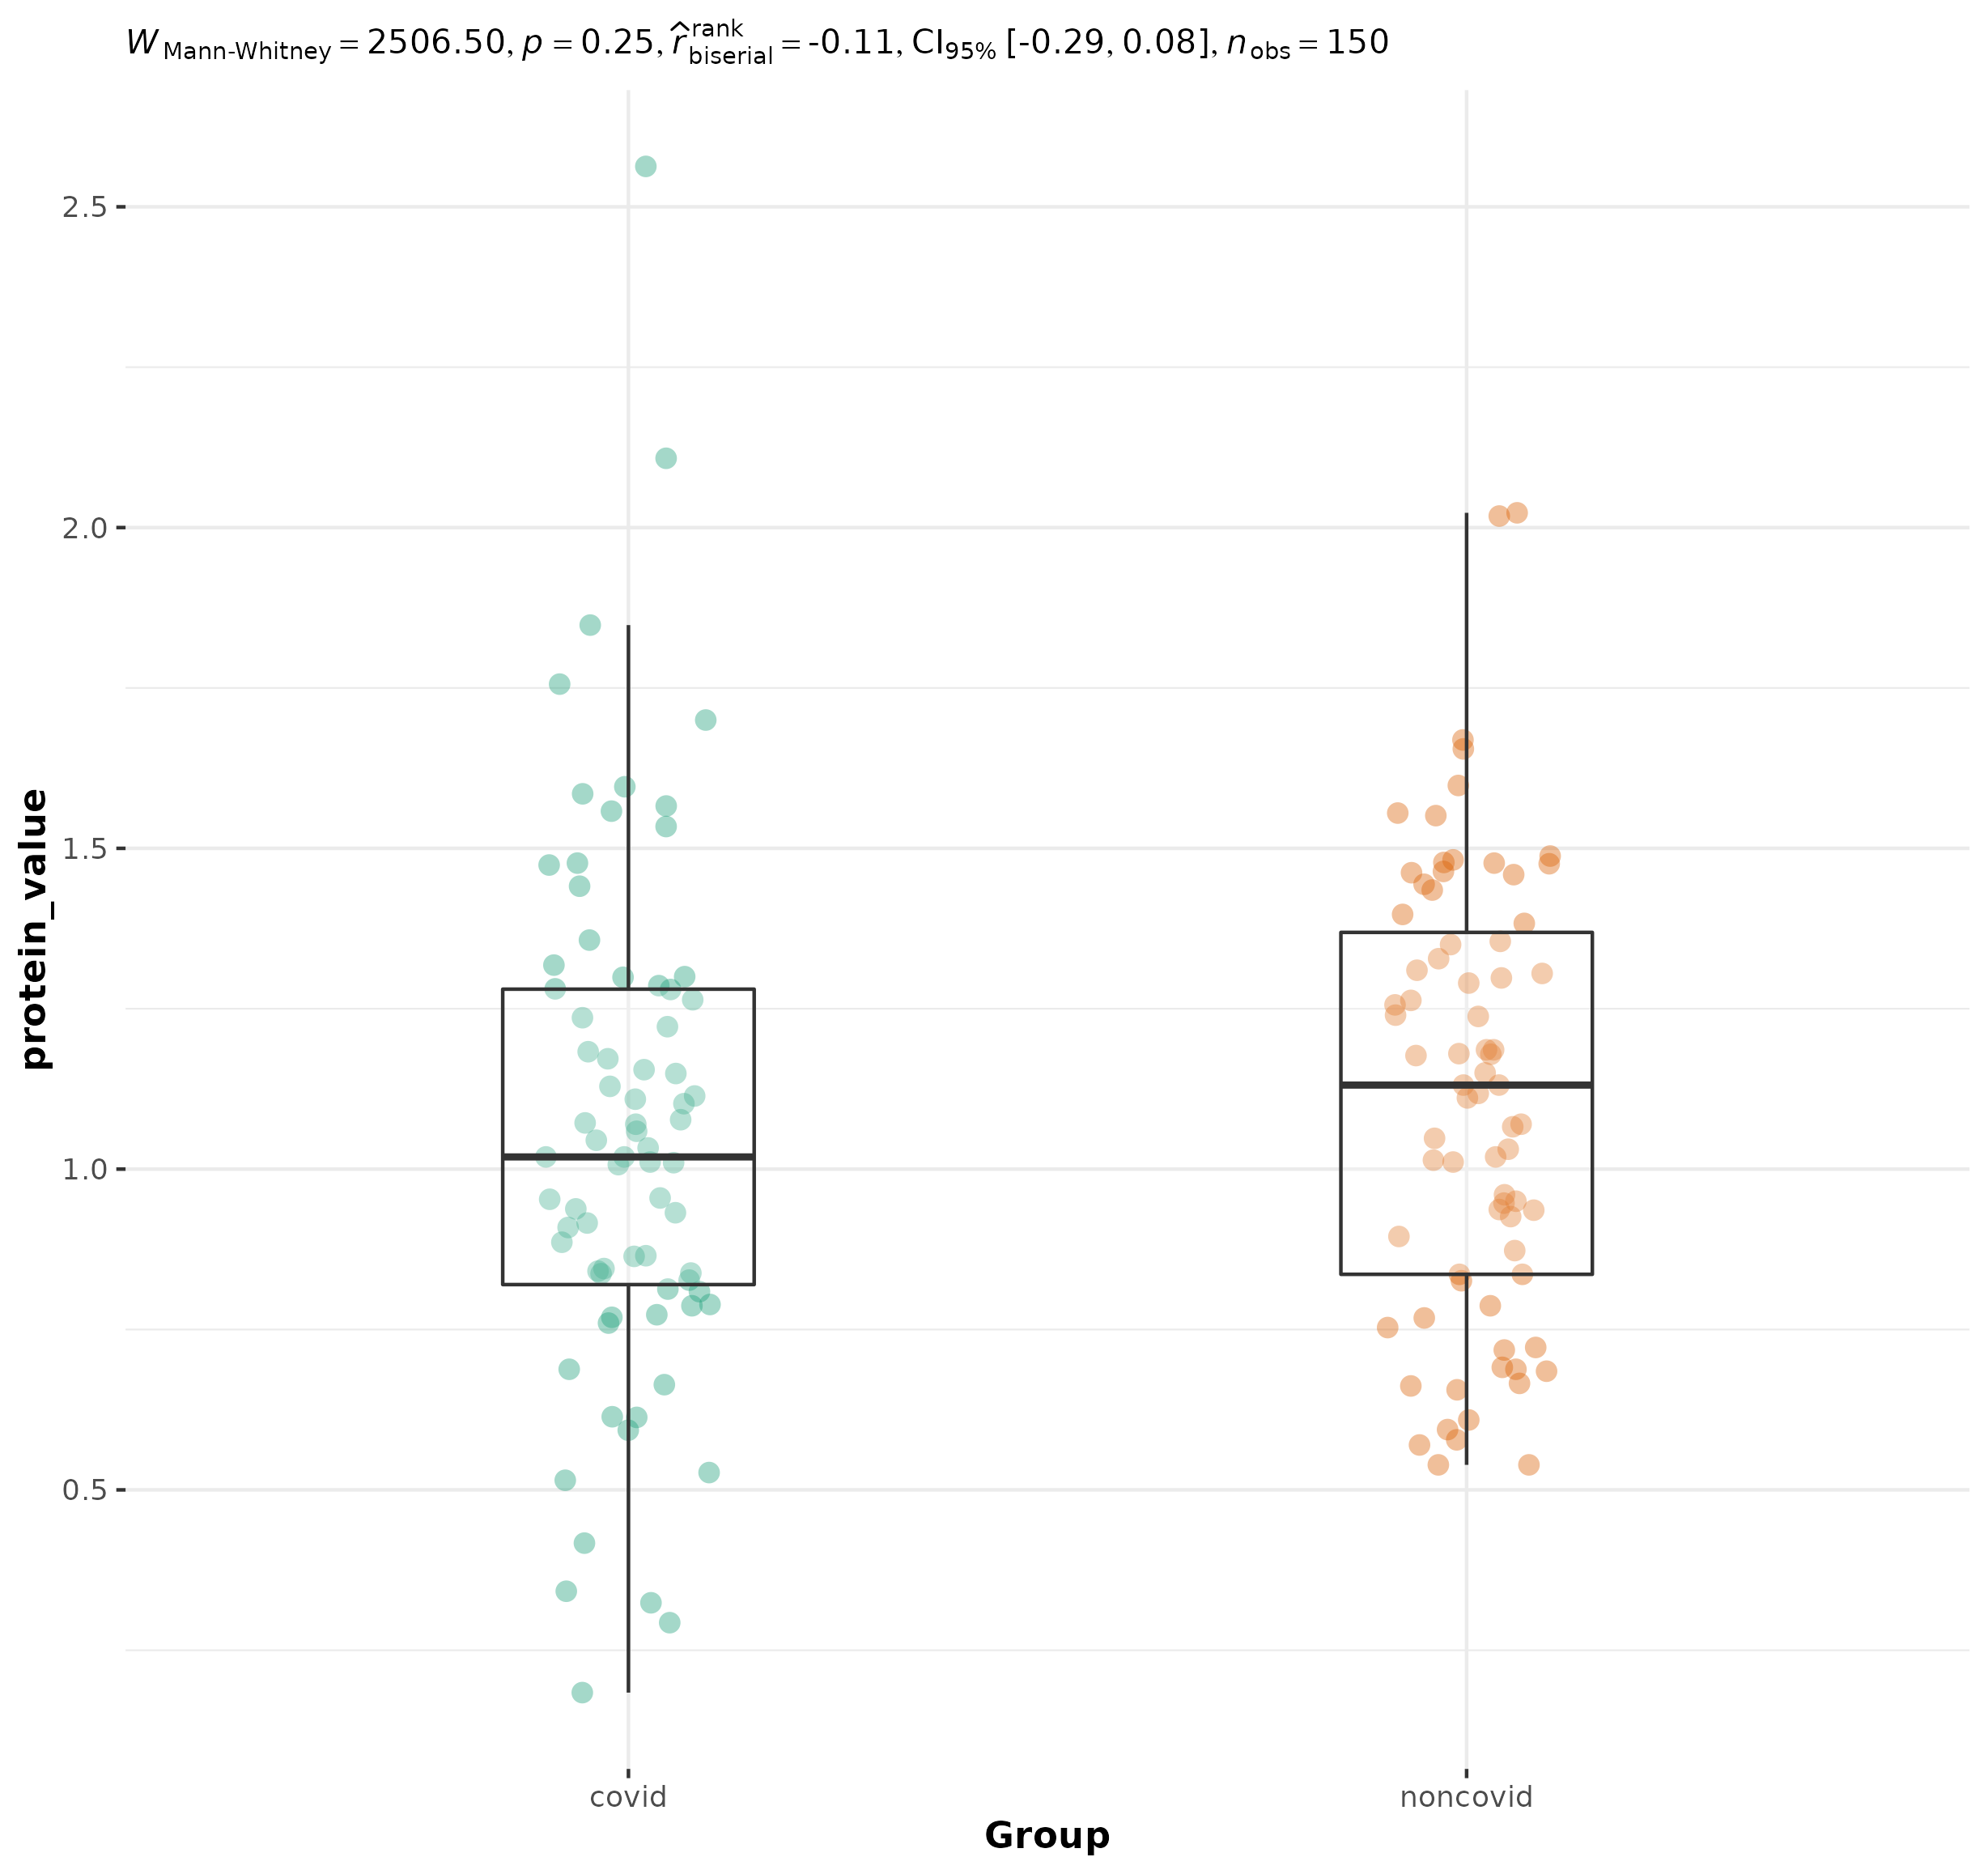 W Mann-Whitney = 2506.50, p = 0.25, r̂ rank biserial = -0.11, CI95% [-0.29, 0.08], nobs = 150
2.5
2.0
1.5
1.0
0.5
protein_value
covid noncovid
Group